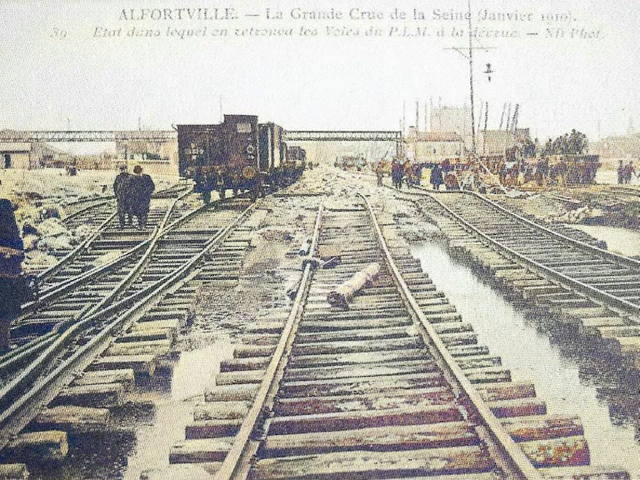 ALFORTVILLE. — La Grande Crue de la Seine (Janvier 1910).
39 Etat dans lequel on retrouva les Voies du P.L.M. à la décrue. — ND Phot.